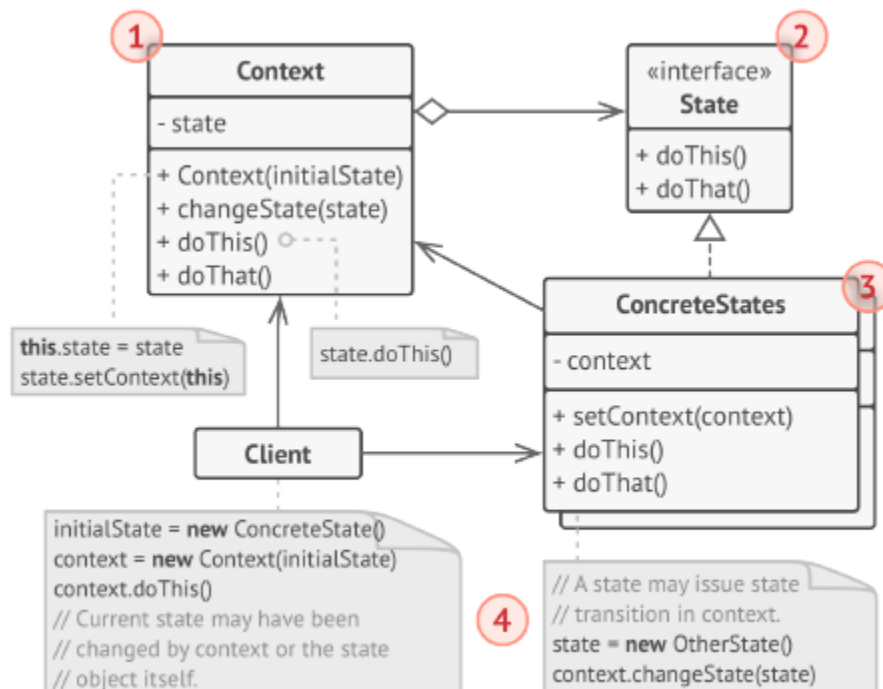 1
Context
- state
+ Context(initialState)
+ changeState(state)
+ doThis()
+ doThat()
2
«interface»
State
+ doThis()
+ doThat()
this.state = state
state.setContext(this)
state.doThis()
3
ConcreteStates
- context
+ setContext(context)
+ doThis()
+ doThat()
Client
initialState = new ConcreteState()
context = new Context(initialState)
context.doThis()
// Current state may have been
// changed by context or the state
// object itself.
4
// A state may issue state
// transition in context.
state = new OtherState()
context.changeState(state)